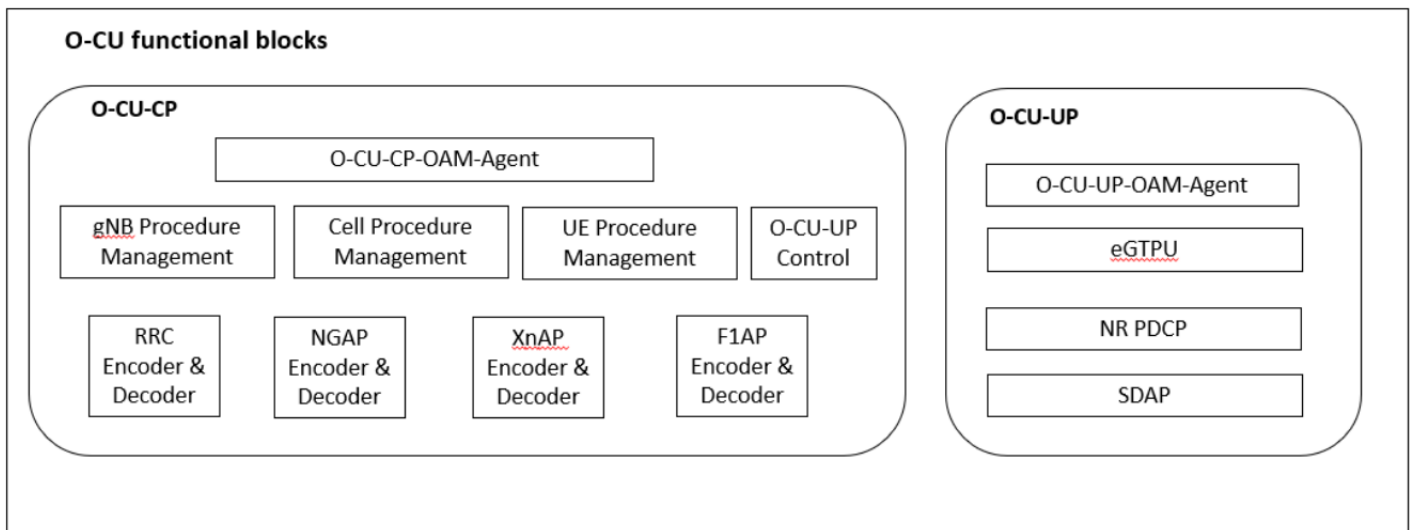 O-CU functional blocks
O-CU-CP
O-CU-CP-OAM-Agent
gNB Procedure
Management
Cell Procedure
Management
UE Procedure
Management
O-CU-UP
Control
RRC
Encoder &
Decoder
NGAP
Encoder &
Decoder
XnAP
Encoder &
Decoder
F1AP
Encoder &
Decoder
O-CU-UP
O-CU-UP-OAM-Agent
eGTPU
NR PDCP
SDAP